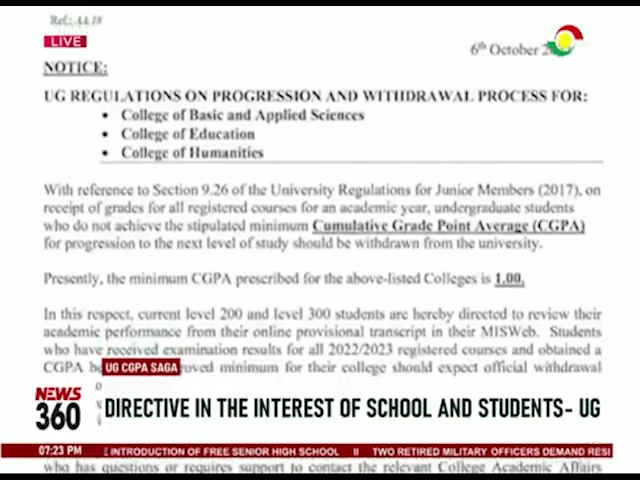 Ref.: AA.18
LIVE
6th October
NOTICE:
UG REGULATIONS ON PROGRESSION AND WITHDRAWAL PROCESS FOR:
• College of Basic and Applied Sciences
• College of Education
• College of Humanities
With reference to Section 9.26 of the University Regulations for Junior Members (2017), on
receipt of grades for all registered courses for an academic year, undergraduate students
who do not achieve the stipulated minimum Cumulative Grade Point Average (CGPA)
for progression to the next level of study should be withdrawn from the university.
Presently, the minimum CGPA prescribed for the above-listed Colleges is 1.00.
In this respect, current level 200 and level 300 students are hereby directed to review their
academic performance from their online provisional transcript in their MISWeb. Students
who have received examination results for all 2022/2023 registered courses and obtained a
CGPA minimum for their college should expect official withdrawal
UG CGPA SAGA
NEWS
360
DIRECTIVE IN THE INTEREST OF SCHOOL AND STUDENTS- UG
07:23 PM
E INTRODUCTION OF FREE SENIOR HIGH SCHOOL II TWO RETIRED MILITARY OFFICERS DEMAND RESI
who has questions or requires support to contact the relevant College Academic Affairs